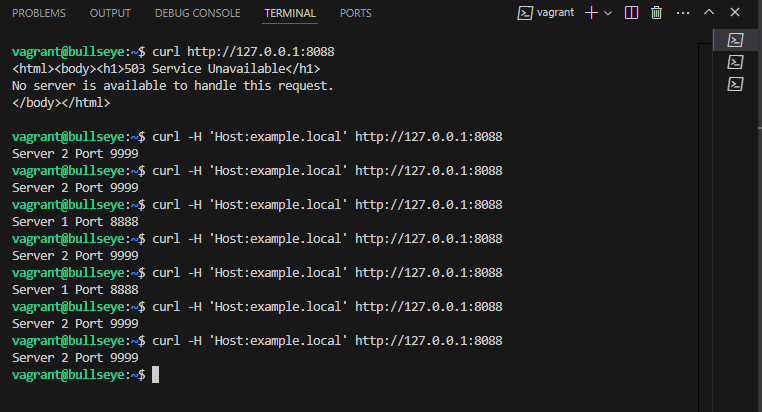 PROBLEMS OUTPUT DEBUG CONSOLE TERMINAL PORTS vagrant
vagrant@bullseye:~$ curl http://127.0.0.1:8088
<html><body><h1>503 Service Unavailable</h1>
No server is available to handle this request.
</body></html>
vagrant@bullseye:~$ curl -H 'Host:example.local' http://127.0.0.1:8088
Server 2 Port 9999
vagrant@bullseye:~$ curl -H 'Host:example.local' http://127.0.0.1:8088
Server 2 Port 9999
vagrant@bullseye:~$ curl -H 'Host:example.local' http://127.0.0.1:8088
Server 1 Port 8888
vagrant@bullseye:~$ curl -H 'Host:example.local' http://127.0.0.1:8088
Server 2 Port 9999
vagrant@bullseye:~$ curl -H 'Host:example.local' http://127.0.0.1:8088
Server 1 Port 8888
vagrant@bullseye:~$ curl -H 'Host:example.local' http://127.0.0.1:8088
Server 2 Port 9999
vagrant@bullseye:~$ curl -H 'Host:example.local' http://127.0.0.1:8088
Server 2 Port 9999
vagrant@bullseye:~$